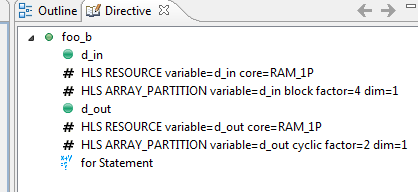 Outline Directive
foo_b
d_in
# HLS RESOURCE variable=d_in core=RAM_1P
# HLS ARRAY_PARTITION variable=d_in block factor=4 dim=1
d_out
# HLS RESOURCE variable=d_out core=RAM_1P
# HLS ARRAY_PARTITION variable=d_out cyclic factor=2 dim=1
for Statement